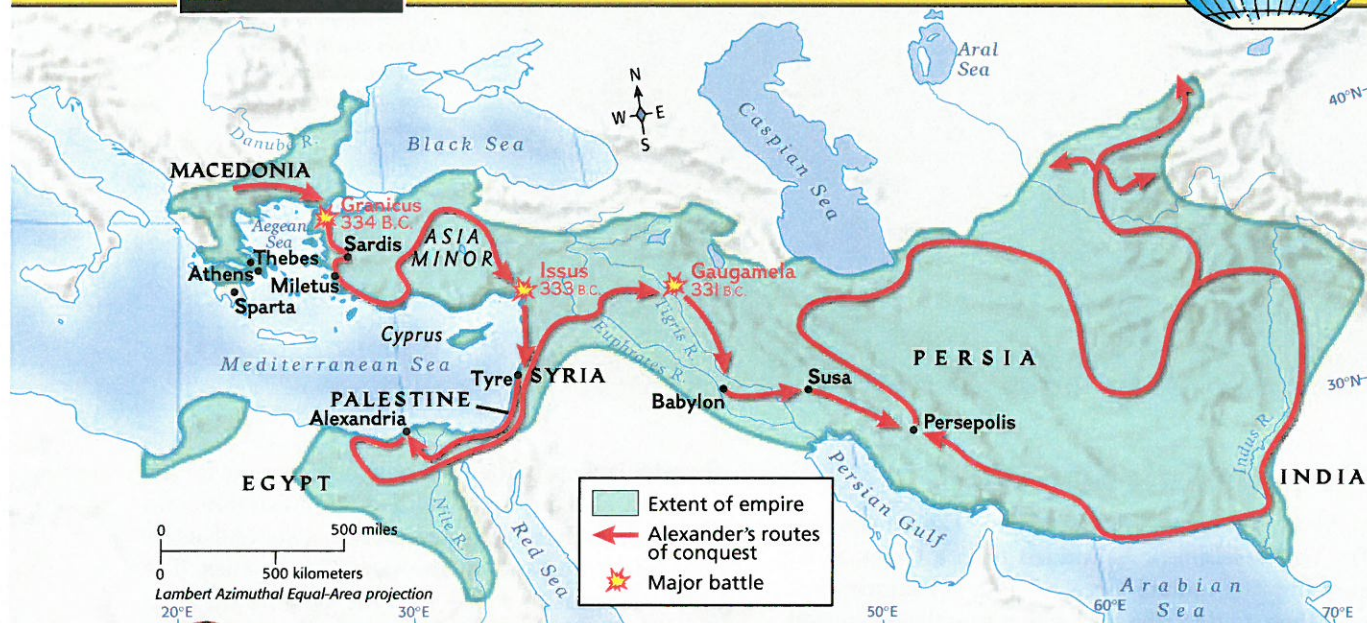 Aral
Sea
40°N
N
W E
S
Caspian Sea
Danube R.
Black Sea
MACEDONIA
Granicus
334 B.C.
Aegean
Sea
Sardis
ASIA
MINOR
Thebes
Athens
Miletus
Sparta
Issus
333 B.C.
Gaugamela
331 B.C.
Cyprus
Tigris R.
Euphrates R.
Mediterranean Sea
PERSIA
30°N
Tyre
SYRIA
Susa
PALESTINE
Babylon
Alexandria
Persepolis
Indus R.
EGYPT
INDIA
Persian Gulf
Nile R.
Red Sea
Extent of empire
Alexander's routes
of conquest
Major battle
0 500 miles
0 500 kilometers
Lambert Azimuthal Equal-Area projection
Arabian
Sea
20°E
30°E
50°E
60°E
70°E